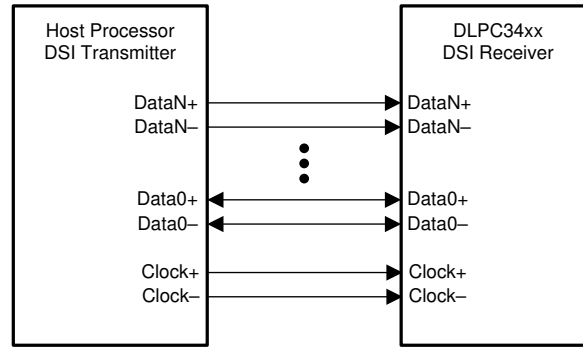 Host Processor
DSI Transmitter
DLPC34xx
DSI Receiver
DataN+
DataN+
DataN–
DataN–
Data0+
Data0+
Data0–
Data0–
Clock+
Clock+
Clock–
Clock–